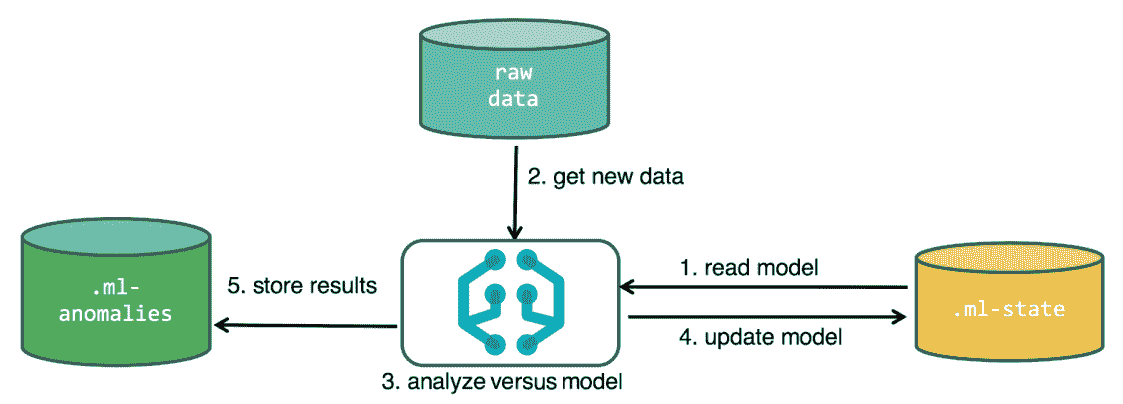 raw
data
2. get new data
.ml-
anomalies
5. store results
1. read model
.ml-state
4. update model
3. analyze versus model